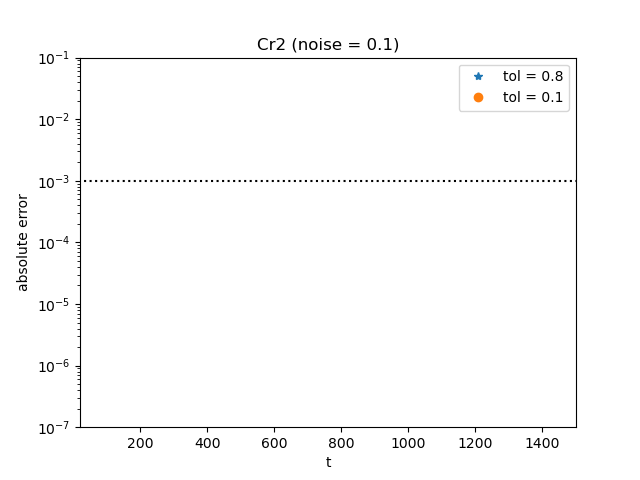 Cr2 (noise = 0.1)
tol = 0.8
tol = 0.1
absolute error
10⁻¹
10⁻²
10⁻³
10⁻⁴
10⁻⁵
10⁻⁶
10⁻⁷
200 400 600 800 1000 1200 1400
t